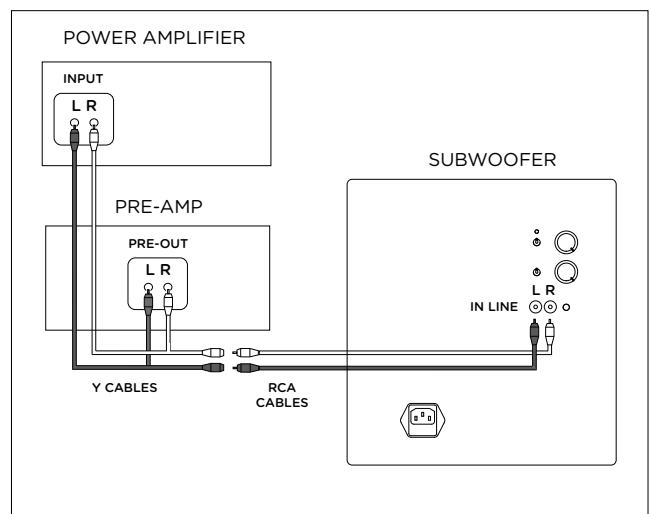 POWER AMPLIFIER
INPUT
L R
SUBWOOFER
PRE-AMP
PRE-OUT
L R
L R
IN LINE
Y CABLES
RCA
CABLES